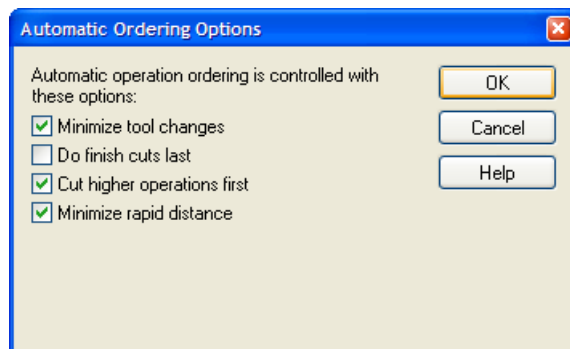 Automatic Ordering Options
Automatic operation ordering is controlled with
these options:
Minimize tool changes
Do finish cuts last
Cut higher operations first
Minimize rapid distance
OK
Cancel
Help